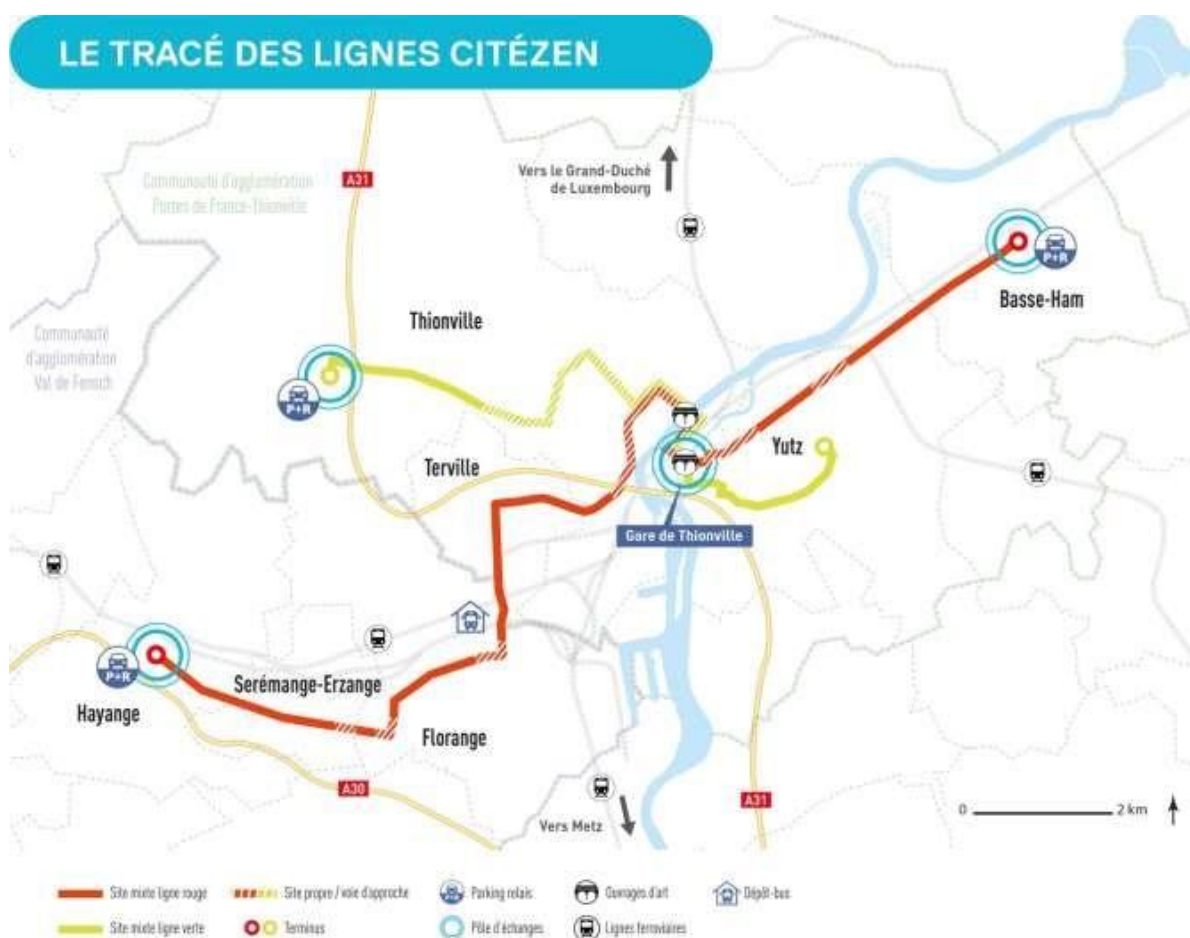 LE TRACÉ DES LIGNES CITÉZEN
A31
Vers le Grand-Duché
de Luxembourg
Communauté d'agglomération
Portes de France-Thionville
P+R
Basse-Ham
Thionville
Communauté
d'agglomération
Val de Fensch
P+R
Yutz
Terville
Gare de Thionville
P+R
Serémange-Erzange
Hayange
Florange
A30
A31
Vers Metz
0 2 km
Site mixte ligne rouge
Site propre / voie d'approche
Parking relais
Ouvrages d'art
Dépôt-bus
Site mixte ligne verte
Terminus
Pôle d'échanges
Lignes ferroviaires